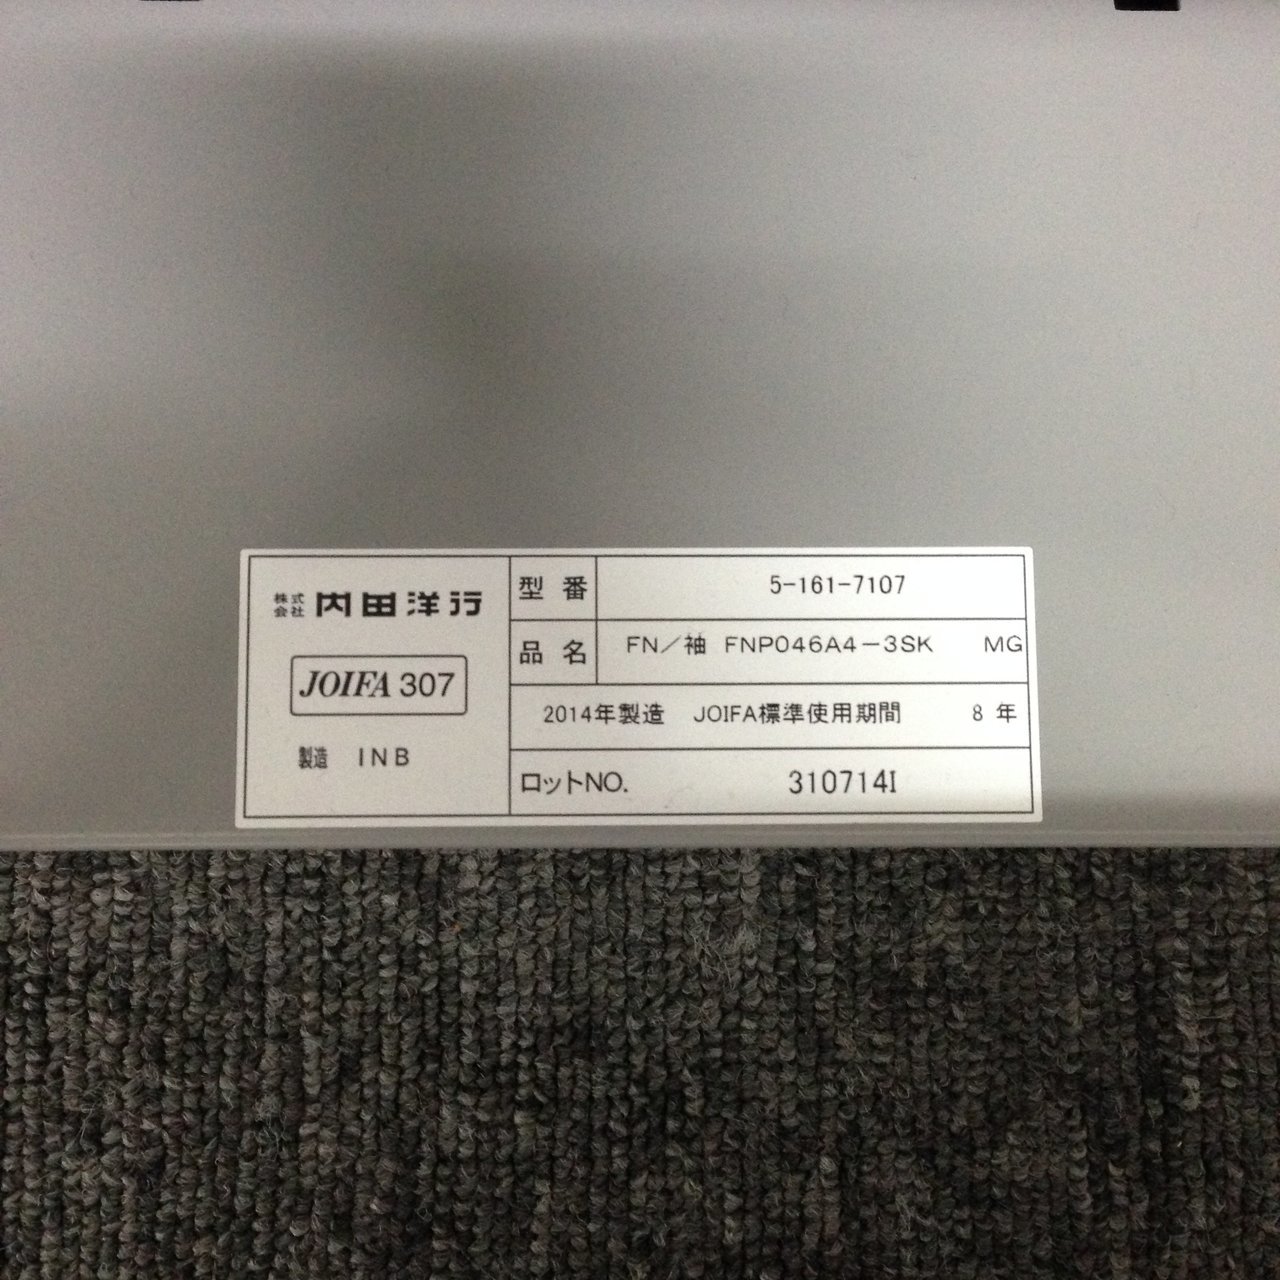 株式会社 内田洋行
JOIFA 307
製造 INB
型番 5-161-7107
品名 FN／袖 FNP046A4－3SK MG
2014年製造 JOIFA標準使用期間 8年
ロットNO. 310714I